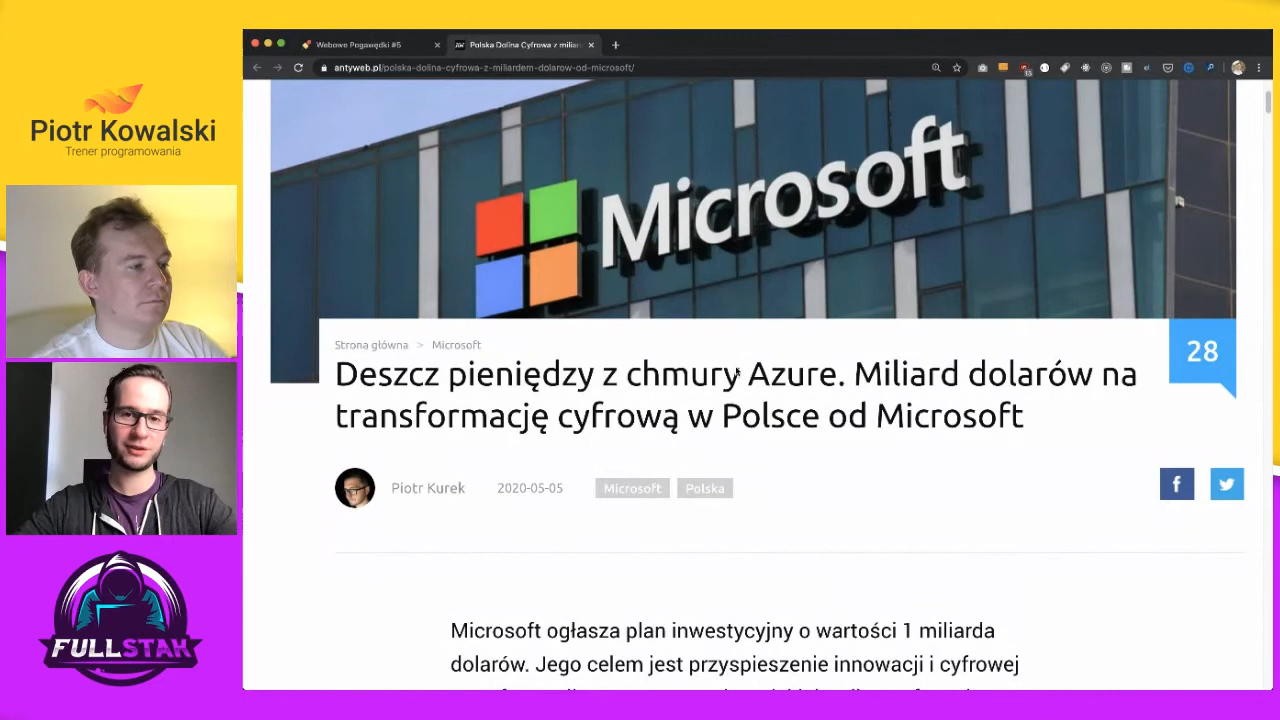 Piotr Kowalski
Trener programowania
FULLSTAK
Webowe Pogawędki #5
Polska Dolina Cyfrowa z miliar
antyweb.pl/polska-dolina-cyfrowa-z-miliardem-dolarow-od-microsoft/
Microsoft
28
Strona główna > Microsoft
Deszcz pieniędzy z chmury Azure. Miliard dolarów na
transformację cyfrową w Polsce od Microsoft
Piotr Kurek 2020-05-05 Microsoft Polska
Microsoft ogłasza plan inwestycyjny o wartości 1 miliarda
dolarów. Jego celem jest przyspieszenie innowacji i cyfrowej